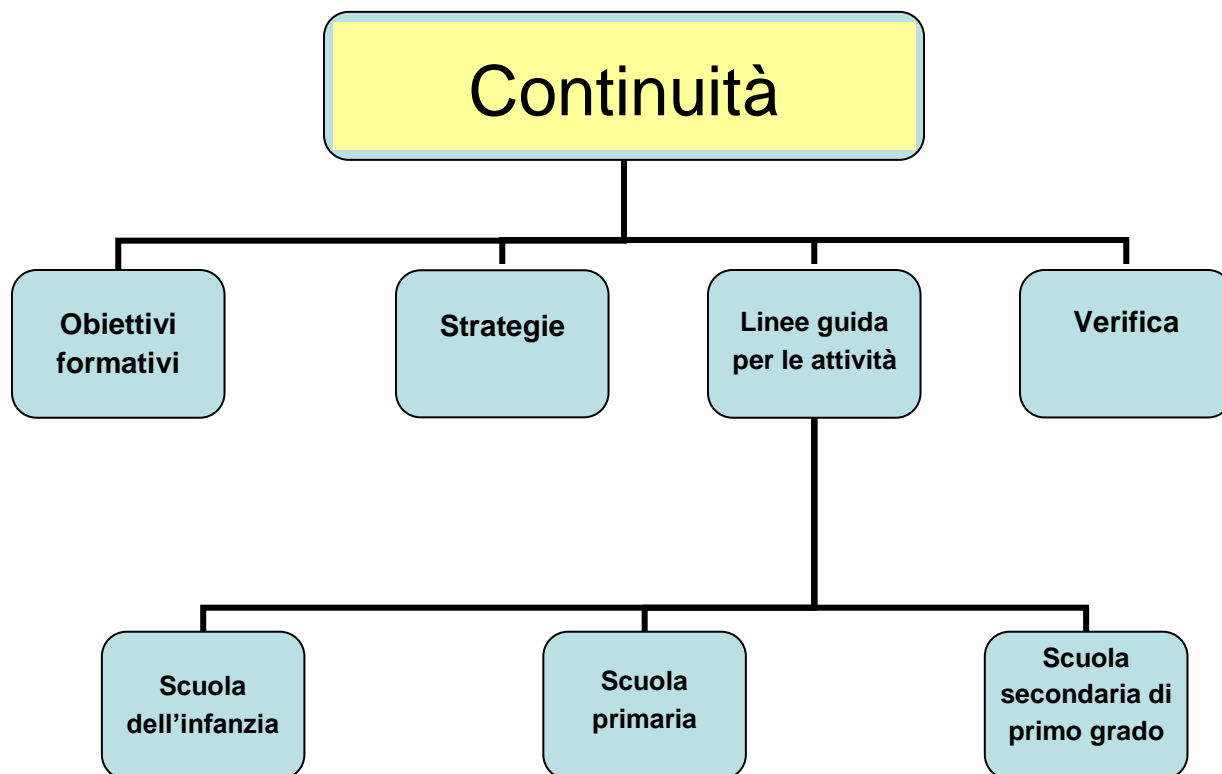 Continuità
Obiettivi
formativi
Strategie
Linee guida
per le attività
Verifica
Scuola
dell’infanzia
Scuola
primaria
Scuola
secondaria di
primo grado